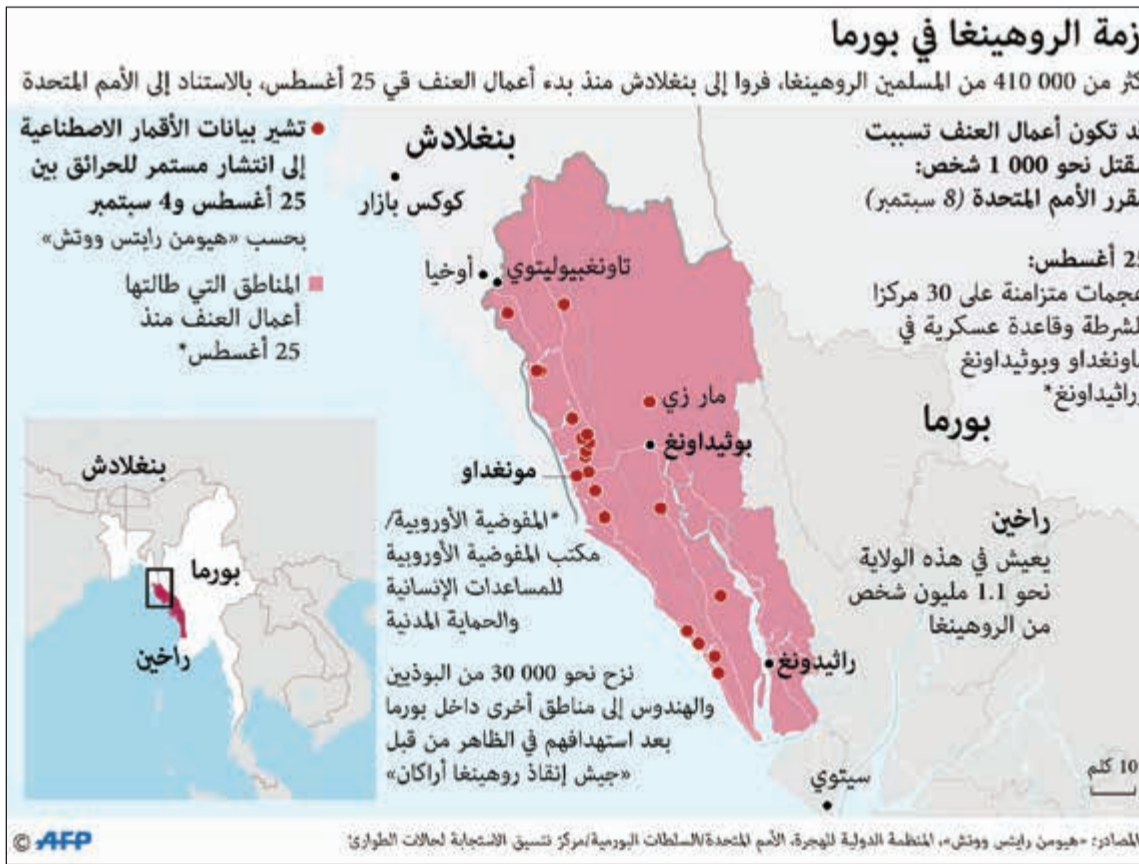 زمة الروهينغا في بورما
كثر من 000 410 من المسلمين الروهينغا، فروا إلى بنغلادش منذ بدء أعمال العنف قي 25 أغسطس، بالاستناد إلى الأمم المتحدة
د تكون أعمال العنف تسببت
مقتل نحو 000 1 شخص:
مقرر الأمم المتحدة (8 سبتمبر)
25 أغسطس:
هجمات متزامنة على 30 مركزا
للشرطة وقاعدة عسكرية في
ماونغداو وبوثيداونغ
وراثيداونغ*
تشير بيانات الأقمار الاصطناعية
إلى انتشار مستمر للحرائق بين
25 أغسطس و4 سبتمبر
بحسب «هيومن رايتس ووتش»
المناطق التي طالتها
أعمال العنف منذ
25 أغسطس*
بنغلادش
كوكس بازار
تاونغبيوليتوي
أوخيا
مار زي
بوثيداونغ
مونغداو
بورما
راخين
يعيش في هذه الولاية
نحو 1.1 مليون شخص
من الروهينغا
*المفوضية الأوروبية/
مكتب المفوضية الأوروبية
للمساعدات الإنسانية
والحماية المدنية
راثيدونغ
نزح نحو 000 30 من البوذيين
والهندوس إلى مناطق أخرى داخل بورما
بعد استهدافهم في الظاهر من قبل
«جيش إنقاذ روهينغا أراكان»
سيتوي
10 كلم
بنغلادش
بورما
راخين
المصادر: «هيومن رايتس ووتش»، المنظمة الدولية للهجرة، الأمم المتحدة/السلطات البورمية/مركز تنسيق الاستجابة لحالات الطوارئ
© AFP